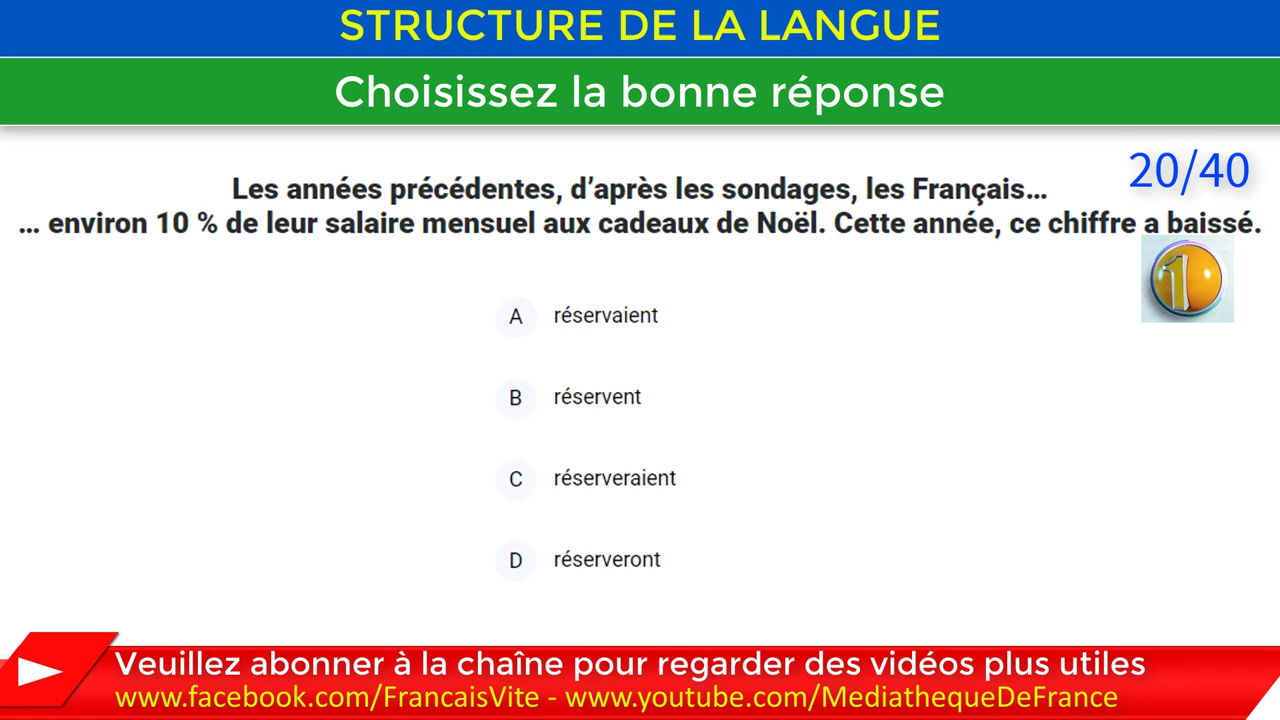 STRUCTURE DE LA LANGUE
Choisissez la bonne réponse
20/40
Les années précédentes, d’après les sondages, les Français...
... environ 10 % de leur salaire mensuel aux cadeaux de Noël. Cette année, ce chiffre a baissé.
1
A réservaient
B réservent
C réserveraient
D réserveront
Veuillez abonner à la chaîne pour regarder des vidéos plus utiles
www.facebook.com/FrancaisVite - www.youtube.com/MediathequeDeFrance